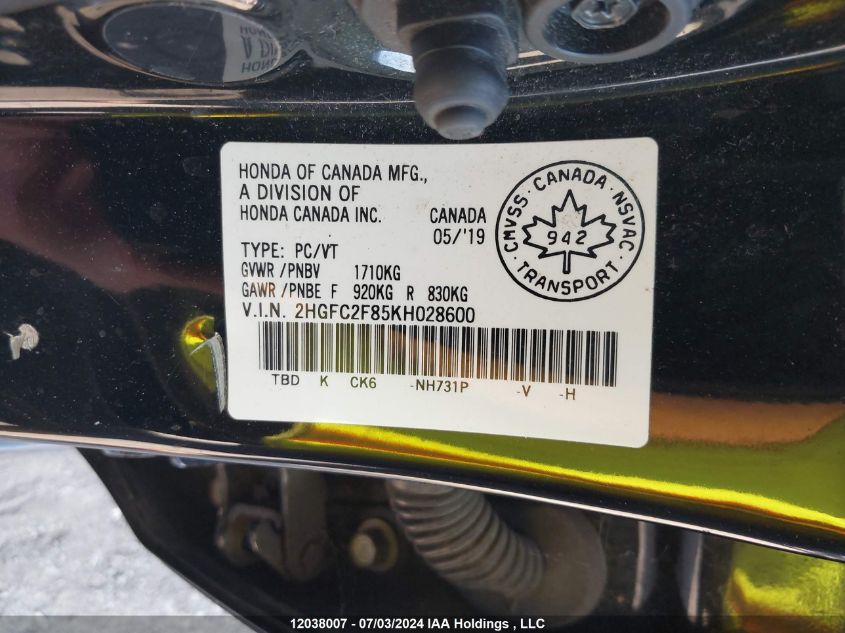 HONDA OF CANADA MFG.,
A DIVISION OF
HONDA CANADA INC. CANADA
05/'19
TYPE: PC/VT
GVWR /PNBV 1710KG
GAWR /PNBE F 920KG R 830KG
V.I.N. 2HGFC2F85KH028600
TBD K CK6 -NH731P -V -H
CMVSS · CANADA · NSVAC
942
TRANSPORT
12038007 - 07/03/2024 IAA Holdings , LLC